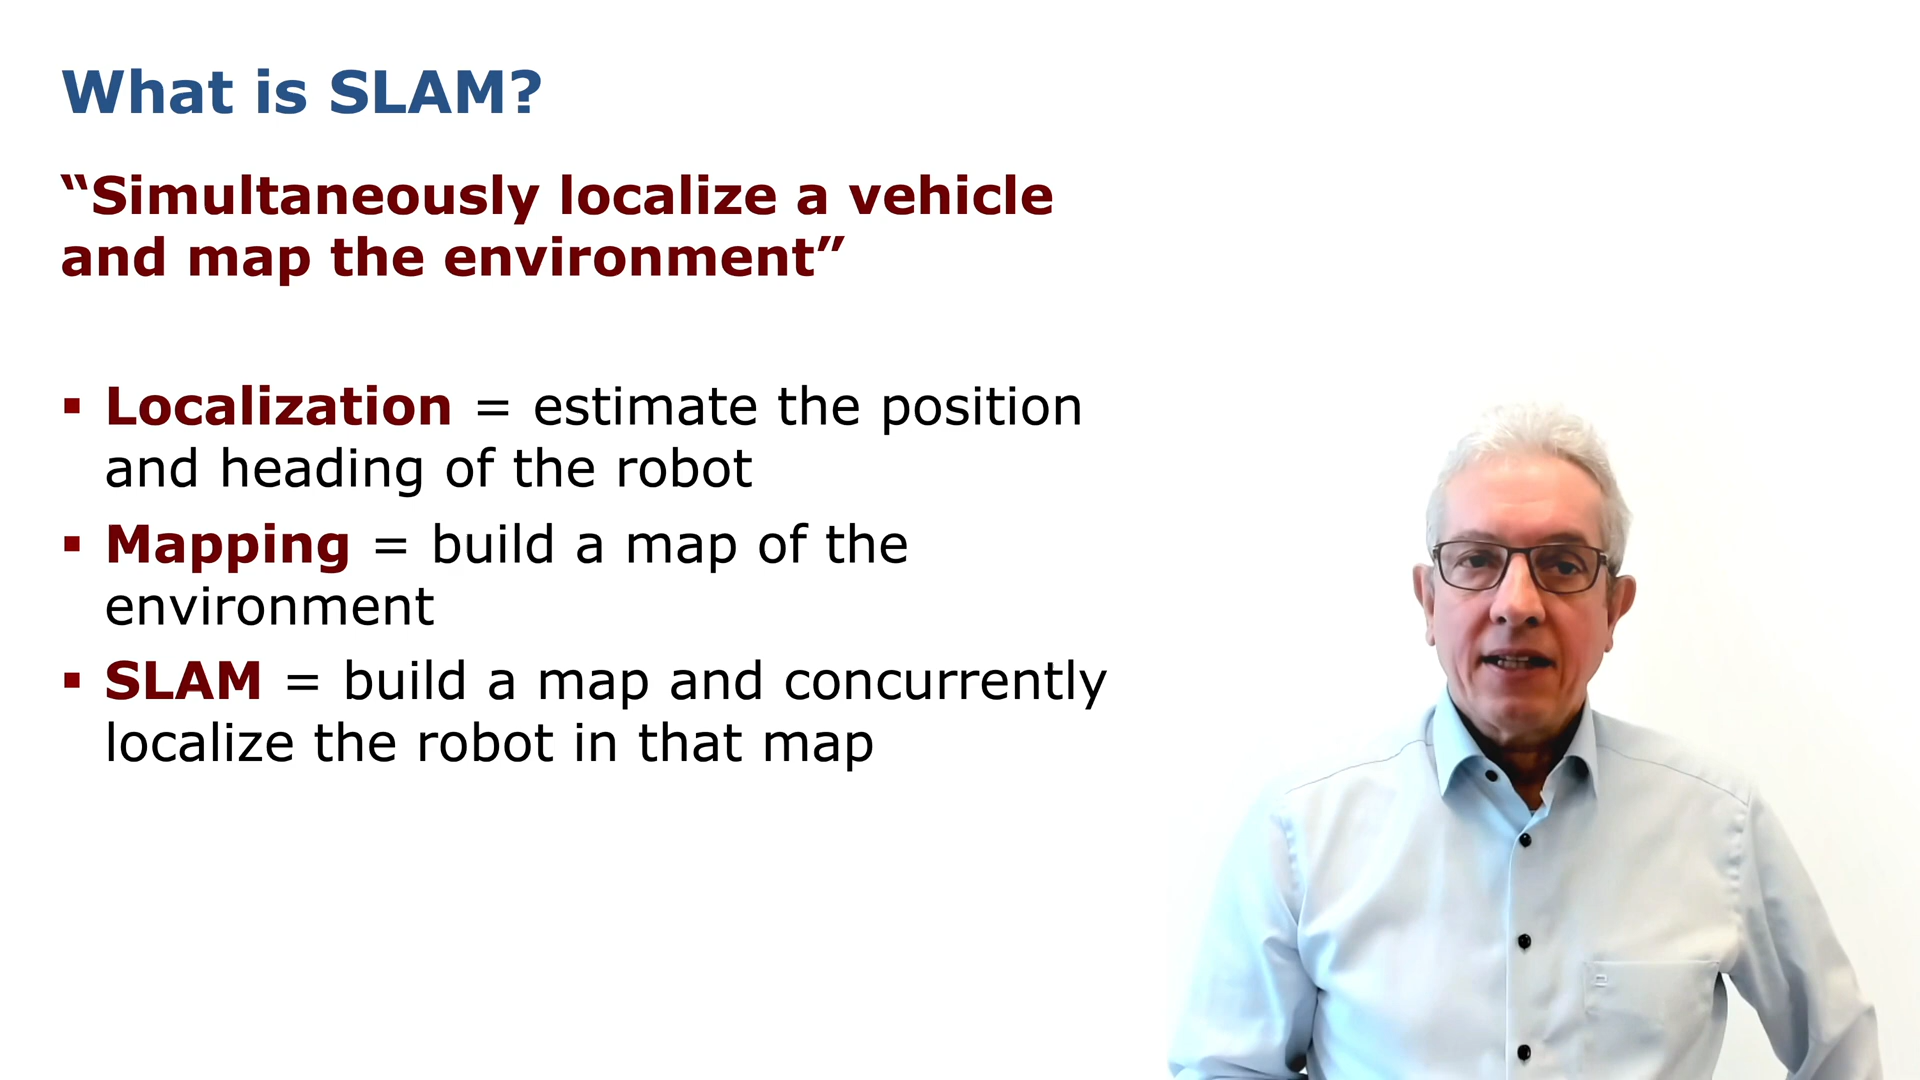 What is SLAM?
“Simultaneously localize a vehicle
and map the environment”
▪ Localization = estimate the position
and heading of the robot
▪ Mapping = build a map of the
environment
▪ SLAM = build a map and concurrently
localize the robot in that map